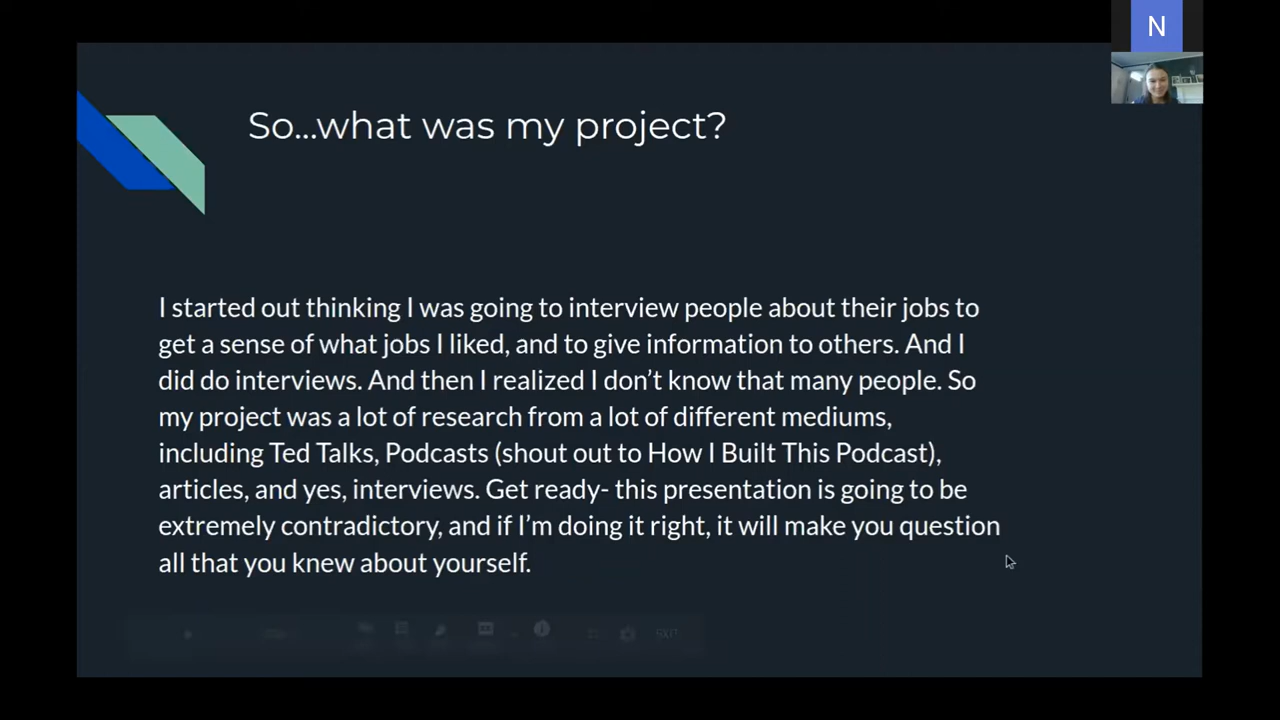 N
So...what was my project?
I started out thinking I was going to interview people about their jobs to
get a sense of what jobs I liked, and to give information to others. And I
did do interviews. And then I realized I don't know that many people. So
my project was a lot of research from a lot of different mediums,
including Ted Talks, Podcasts (shout out to How I Built This Podcast),
articles, and yes, interviews. Get ready- this presentation is going to be
extremely contradictory, and if I'm doing it right, it will make you question
all that you knew about yourself.